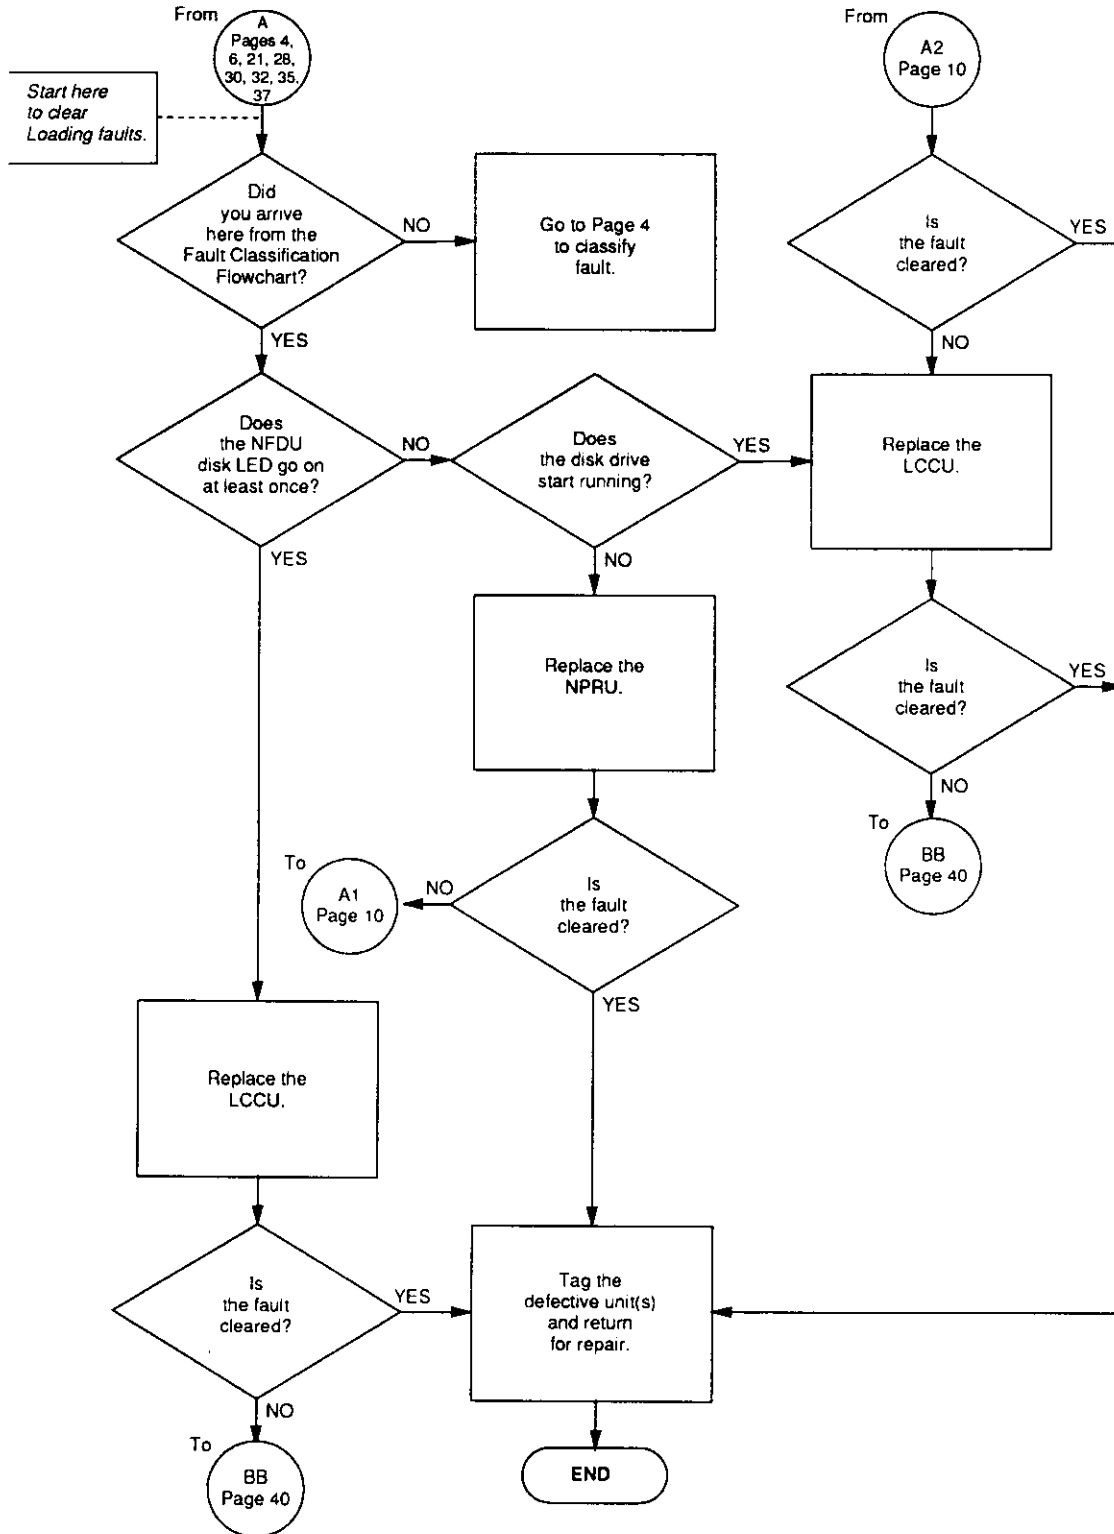 From
A
Pages 4,
6, 21, 28,
30, 32, 35,
37
Start here
to clear
Loading faults.
Did
you arrive
here from the
Fault Classification
Flowchart?
NO
Go to Page 4
to classify
fault.
YES
From
A2
Page 10
Is
the fault
cleared?
YES
NO
Does
the NFDU
disk LED go on
at least once?
NO
Does
the disk drive
start running?
YES
Replace the
LCCU.
YES
NO
Replace the
NPRU.
Is
the fault
cleared?
YES
NO
To
BB
Page 40
To
A1
Page 10
NO
Is
the fault
cleared?
YES
Replace the
LCCU.
Is
the fault
cleared?
YES
Tag the
defective unit(s)
and return
for repair.
NO
To
BB
Page 40
END